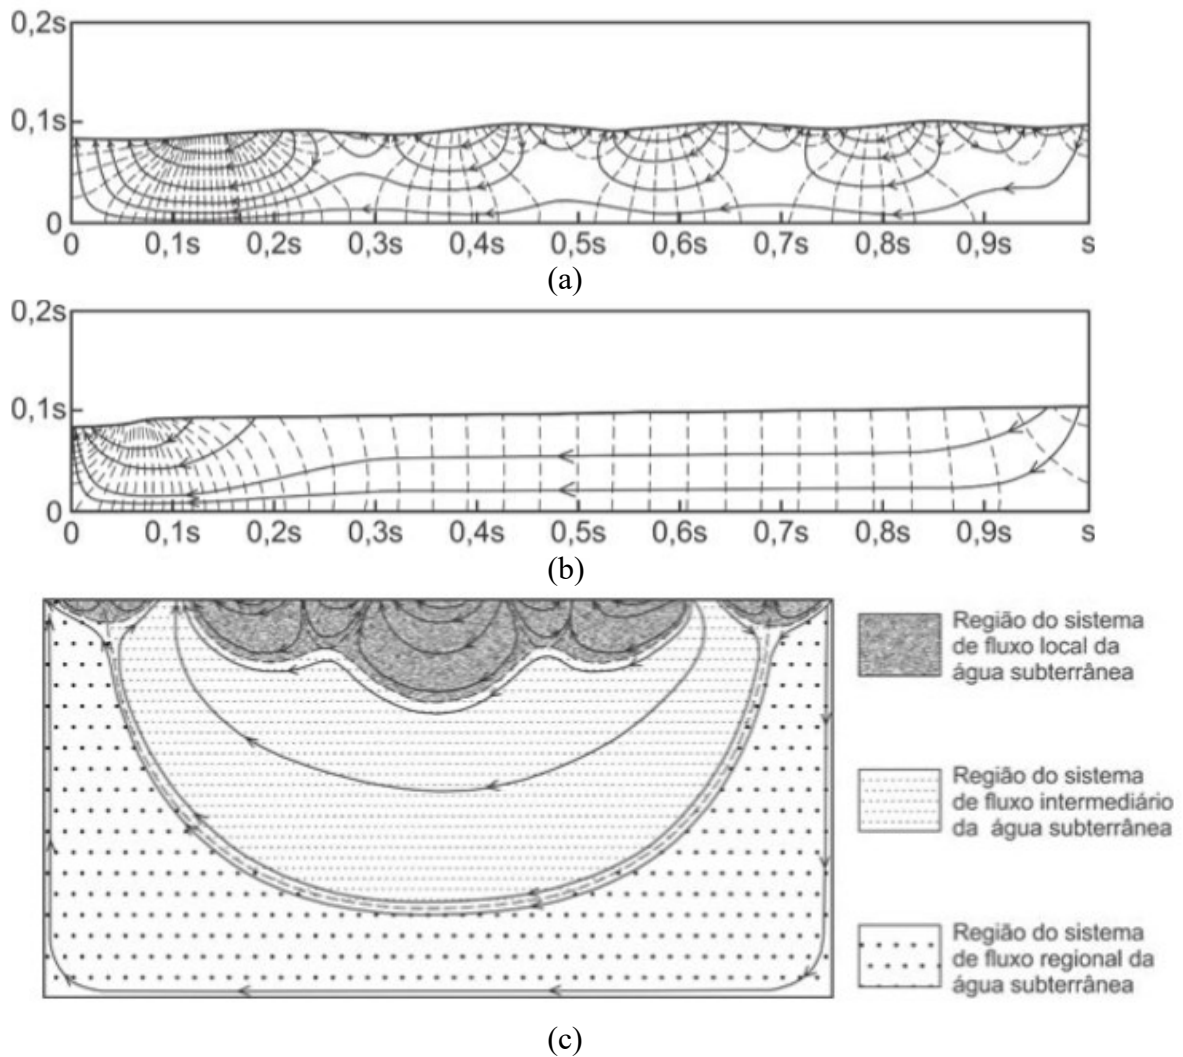 0,2s
0,1s
0
0 0,1s 0,2s 0,3s 0,4s 0,5s 0,6s 0,7s 0,8s 0,9s s
(a)
0,2s
0,1s
0
0 0,1s 0,2s 0,3s 0,4s 0,5s 0,6s 0,7s 0,8s 0,9s s
(b)
Região do sistema
de fluxo local da
água subterrânea
Região do sistema
de fluxo intermediário
da água subterrânea
Região do sistema
de fluxo regional da
água subterrânea
(c)